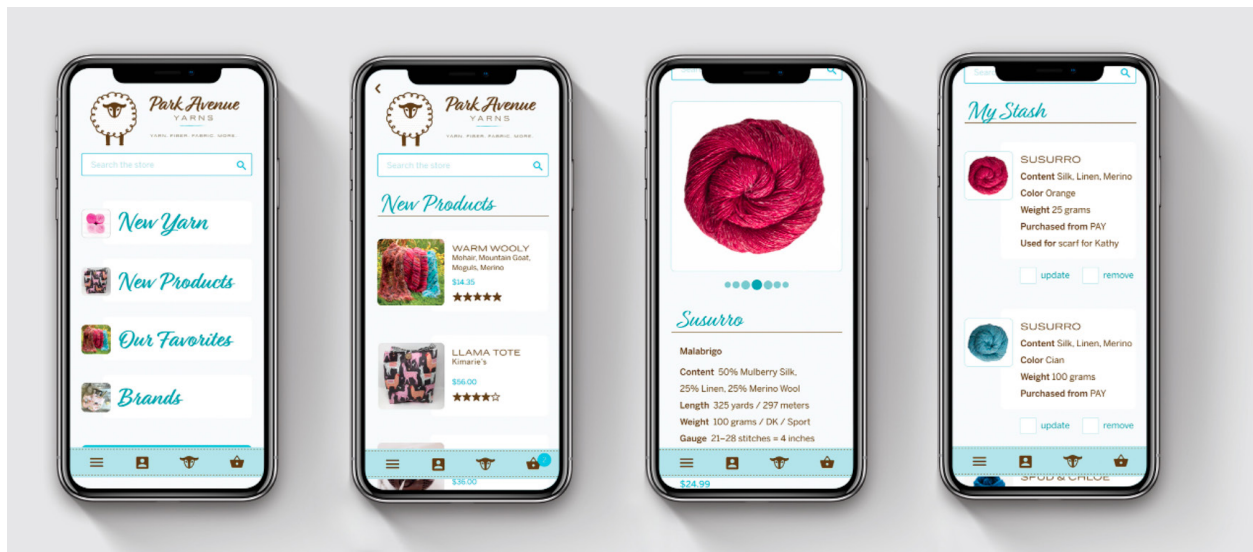 Park Avenue
YARNS
YARN. FIBER. FABRIC. MORE.
Search the store
New Yarn
New Products
Our Favorites
Brands
Park Avenue
YARNS
YARN. FIBER. FABRIC. MORE.
Search the store
New Products
WARM WOOLY
Mohair, Mountain Goat,
Moguls, Merino
$14.35
LLAMA TOTE
Kimarie's
$56.00
$36.00
Susurro
Malabrigo
Content 50% Mulberry Silk,
25% Linen, 25% Merino Wool
Length 325 yards / 297 meters
Weight 100 grams / DK / Sport
Gauge 21–28 stitches = 4 inches
$24.99
My Stash
SUSURRO
Content Silk, Linen, Merino
Color Orange
Weight 25 grams
Purchased from PAY
Used for scarf for Kathy
update remove
SUSURRO
Content Silk, Linen, Merino
Color Cian
Weight 100 grams
Purchased from PAY
update remove
SPUD & CHLOE